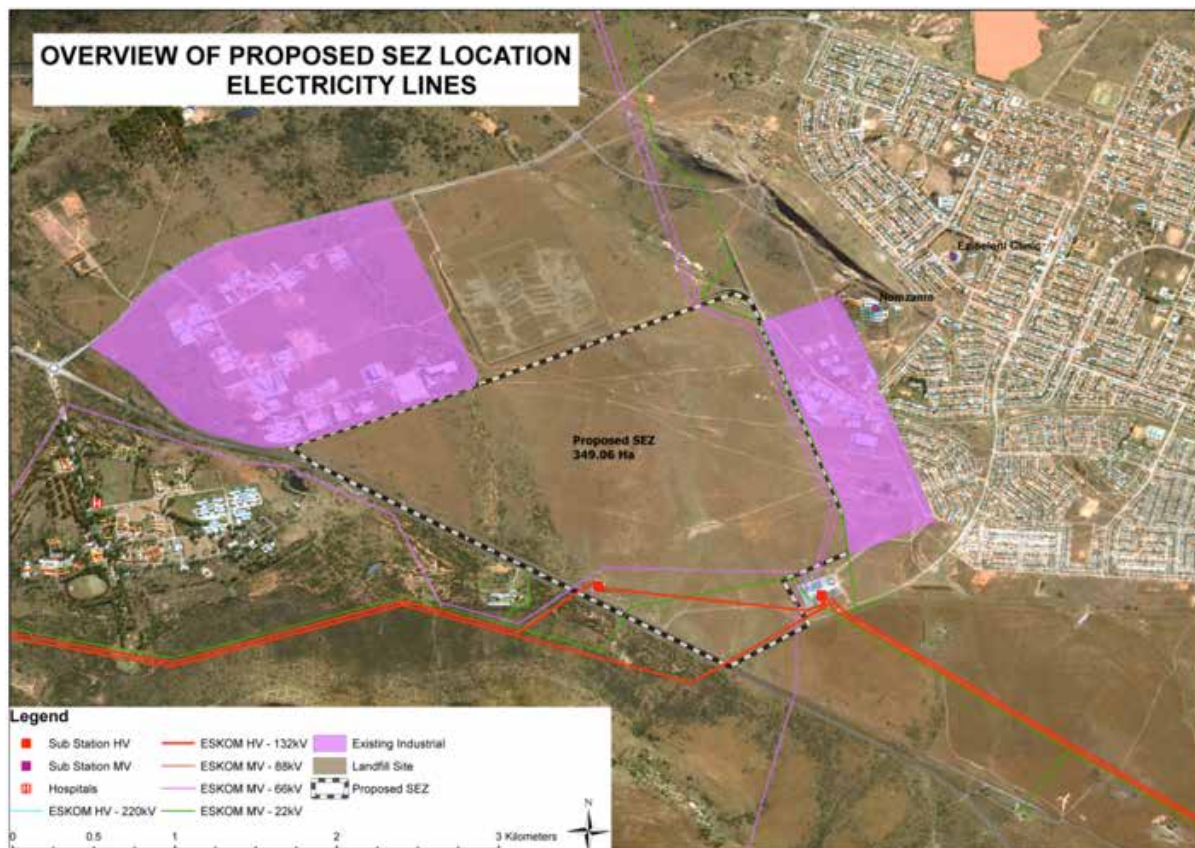 OVERVIEW OF PROPOSED SEZ LOCATION
ELECTRICITY LINES
Ezibeleni Clinic
Nomzamo
Proposed SEZ
349.06 Ha
H
Legend
Sub Station HV
Sub Station MV
Hospitals
ESKOM HV - 220kV
ESKOM HV - 132kV
ESKOM MV - 88kV
ESKOM MV - 66kV
ESKOM MV - 22kV
Existing Industrial
Landfill Site
Proposed SEZ
N
0 0.5 1 2 3 Kilometers